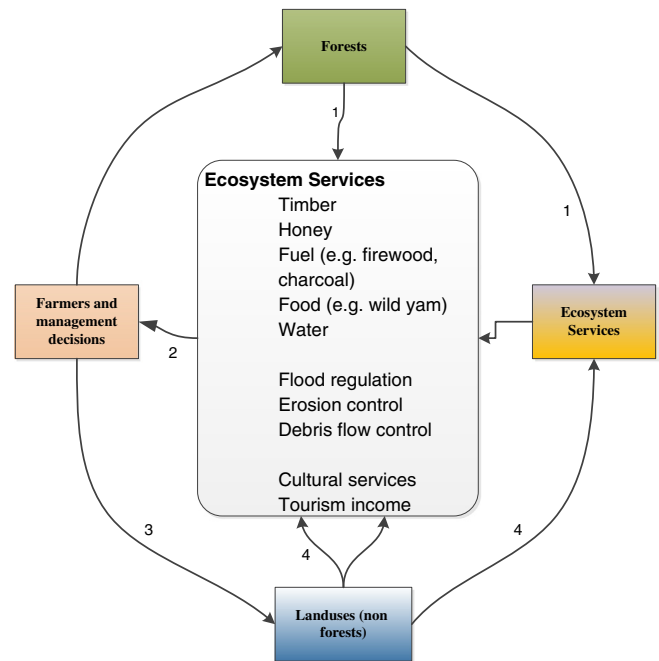 Forests
1
Ecosystem Services
Timber
Honey
Fuel (e.g. firewood,
charcoal)
Food (e.g. wild yam)
Water
Flood regulation
Erosion control
Debris flow control
Cultural services
Tourism income
1
Ecosystem
Services
Farmers and
management
decisions
2
3
4
4
Landuses (non
forests)